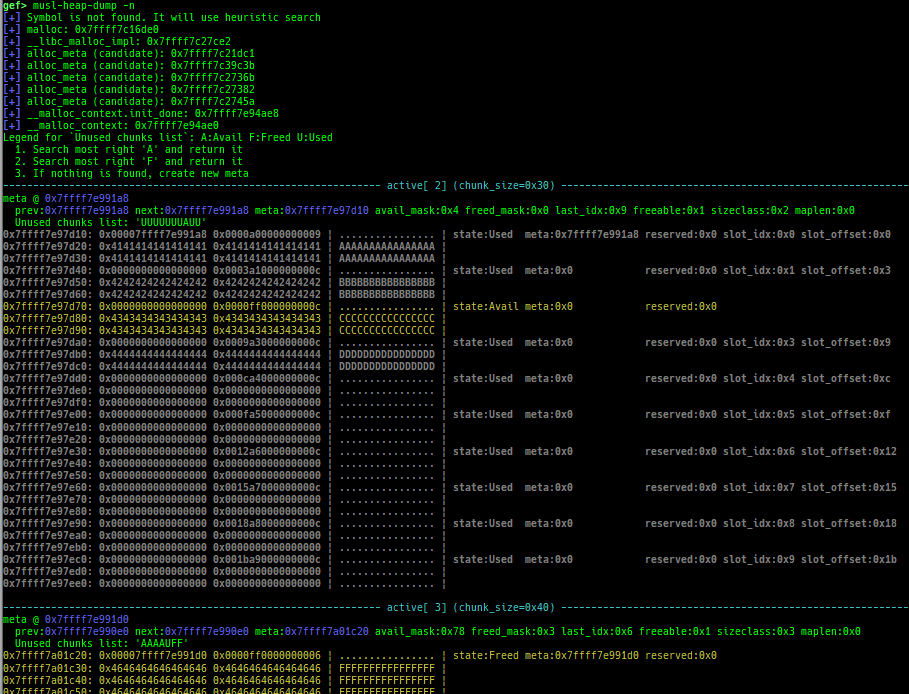 gef> musl-heap-dump -n
[+] Symbol is not found. It will use heuristic search
[+] malloc: 0x7ffff7c16de0
[+] __libc_malloc_impl: 0x7ffff7c27ce2
[+] alloc_meta (candidate): 0x7ffff7c21dc1
[+] alloc_meta (candidate): 0x7ffff7c39c3b
[+] alloc_meta (candidate): 0x7ffff7c2736b
[+] alloc_meta (candidate): 0x7ffff7c27382
[+] alloc_meta (candidate): 0x7ffff7c2745a
[+] __malloc_context.init_done: 0x7ffff7e94ae8
[+] __malloc_context: 0x7ffff7e94ae0
Legend for `Unused chunks list`: A:Avail F:Freed U:Used
1. Search most right 'A' and return it
2. Search most right 'F' and return it
3. If nothing is found, create new meta
active[ 2] (chunk_size=0x30)
meta @ 0x7ffff7e991a8
prev:0x7ffff7e991a8 next:0x7ffff7e991a8 meta:0x7ffff7e97d10 avail_mask:0x4 freed_mask:0x0 last_idx:0x9 freeable:0x1 sizeclass:0x2 maplen:0x0
Unused chunks list: 'UUUUUUUAUU'
0x7ffff7e97d10: 0x00007ffff7e991a8 0x0000a00000000009 | ................ | state:Used  meta:0x7ffff7e991a8 reserved:0x0 slot_idx:0x0 slot_offset:0x0
0x7ffff7e97d20: 0x4141414141414141 0x4141414141414141 | AAAAAAAAAAAAAAAA |
0x7ffff7e97d30: 0x4141414141414141 0x4141414141414141 | AAAAAAAAAAAAAAAA |
0x7ffff7e97d40: 0x0000000000000000 0x0003a1000000000c | ................ | state:Used  meta:0x0 reserved:0x0 slot_idx:0x1 slot_offset:0x3
0x7ffff7e97d50: 0x4242424242424242 0x4242424242424242 | BBBBBBBBBBBBBBBB |
0x7ffff7e97d60: 0x4242424242424242 0x4242424242424242 | BBBBBBBBBBBBBBBB |
0x7ffff7e97d70: 0x0000000000000000 0x0000ff000000000c | ................ | state:Avail meta:0x0 reserved:0x0
0x7ffff7e97d80: 0x4343434343434343 0x4343434343434343 | CCCCCCCCCCCCCCCC |
0x7ffff7e97d90: 0x4343434343434343 0x4343434343434343 | CCCCCCCCCCCCCCCC |
0x7ffff7e97da0: 0x0000000000000000 0x0009a3000000000c | ................ | state:Used  meta:0x0 reserved:0x0 slot_idx:0x3 slot_offset:0x9
0x7ffff7e97db0: 0x4444444444444444 0x4444444444444444 | DDDDDDDDDDDDDDDD |
0x7ffff7e97dc0: 0x4444444444444444 0x4444444444444444 | DDDDDDDDDDDDDDDD |
0x7ffff7e97dd0: 0x0000000000000000 0x000ca4000000000c | ................ | state:Used  meta:0x0 reserved:0x0 slot_idx:0x4 slot_offset:0xc
0x7ffff7e97de0: 0x0000000000000000 0x0000000000000000 | ................ |
0x7ffff7e97df0: 0x0000000000000000 0x0000000000000000 | ................ |
0x7ffff7e97e00: 0x0000000000000000 0x000fa5000000000c | ................ | state:Used  meta:0x0 reserved:0x0 slot_idx:0x5 slot_offset:0xf
0x7ffff7e97e10: 0x0000000000000000 0x0000000000000000 | ................ |
0x7ffff7e97e20: 0x0000000000000000 0x0000000000000000 | ................ |
0x7ffff7e97e30: 0x0000000000000000 0x0012a6000000000c | ................ | state:Used  meta:0x0 reserved:0x0 slot_idx:0x6 slot_offset:0x12
0x7ffff7e97e40: 0x0000000000000000 0x0000000000000000 | ................ |
0x7ffff7e97e50: 0x0000000000000000 0x0000000000000000 | ................ |
0x7ffff7e97e60: 0x0000000000000000 0x0015a7000000000c | ................ | state:Used  meta:0x0 reserved:0x0 slot_idx:0x7 slot_offset:0x15
0x7ffff7e97e70: 0x0000000000000000 0x0000000000000000 | ................ |
0x7ffff7e97e80: 0x0000000000000000 0x0000000000000000 | ................ |
0x7ffff7e97e90: 0x0000000000000000 0x0018a8000000000c | ................ | state:Used  meta:0x0 reserved:0x0 slot_idx:0x8 slot_offset:0x18
0x7ffff7e97ea0: 0x0000000000000000 0x0000000000000000 | ................ |
0x7ffff7e97eb0: 0x0000000000000000 0x0000000000000000 | ................ |
0x7ffff7e97ec0: 0x0000000000000000 0x001ba9000000000c | ................ | state:Used  meta:0x0 reserved:0x0 slot_idx:0x9 slot_offset:0x1b
0x7ffff7e97ed0: 0x0000000000000000 0x0000000000000000 | ................ |
0x7ffff7e97ee0: 0x0000000000000000 0x0000000000000000 | ................ |
active[ 3] (chunk_size=0x40)
meta @ 0x7ffff7e991d0
prev:0x7ffff7e990e0 next:0x7ffff7e990e0 meta:0x7ffff7a01c20 avail_mask:0x78 freed_mask:0x3 last_idx:0x6 freeable:0x1 sizeclass:0x3 maplen:0x0
Unused chunks list: 'AAAAUFF'
0x7ffff7a01c20: 0x00007ffff7e991d0 0x0000ff0000000006 | ................ | state:Freed meta:0x7ffff7e991d0 reserved:0x0
0x7ffff7a01c30: 0x4646464646464646 0x4646464646464646 | FFFFFFFFFFFFFFFF |
0x7ffff7a01c40: 0x4646464646464646 0x4646464646464646 | FFFFFFFFFFFFFFFF |
0x7ffff7a01c50: 0x4646464646464646 0x4646464646464646 | FFFFFFFFFFFFFFFF |